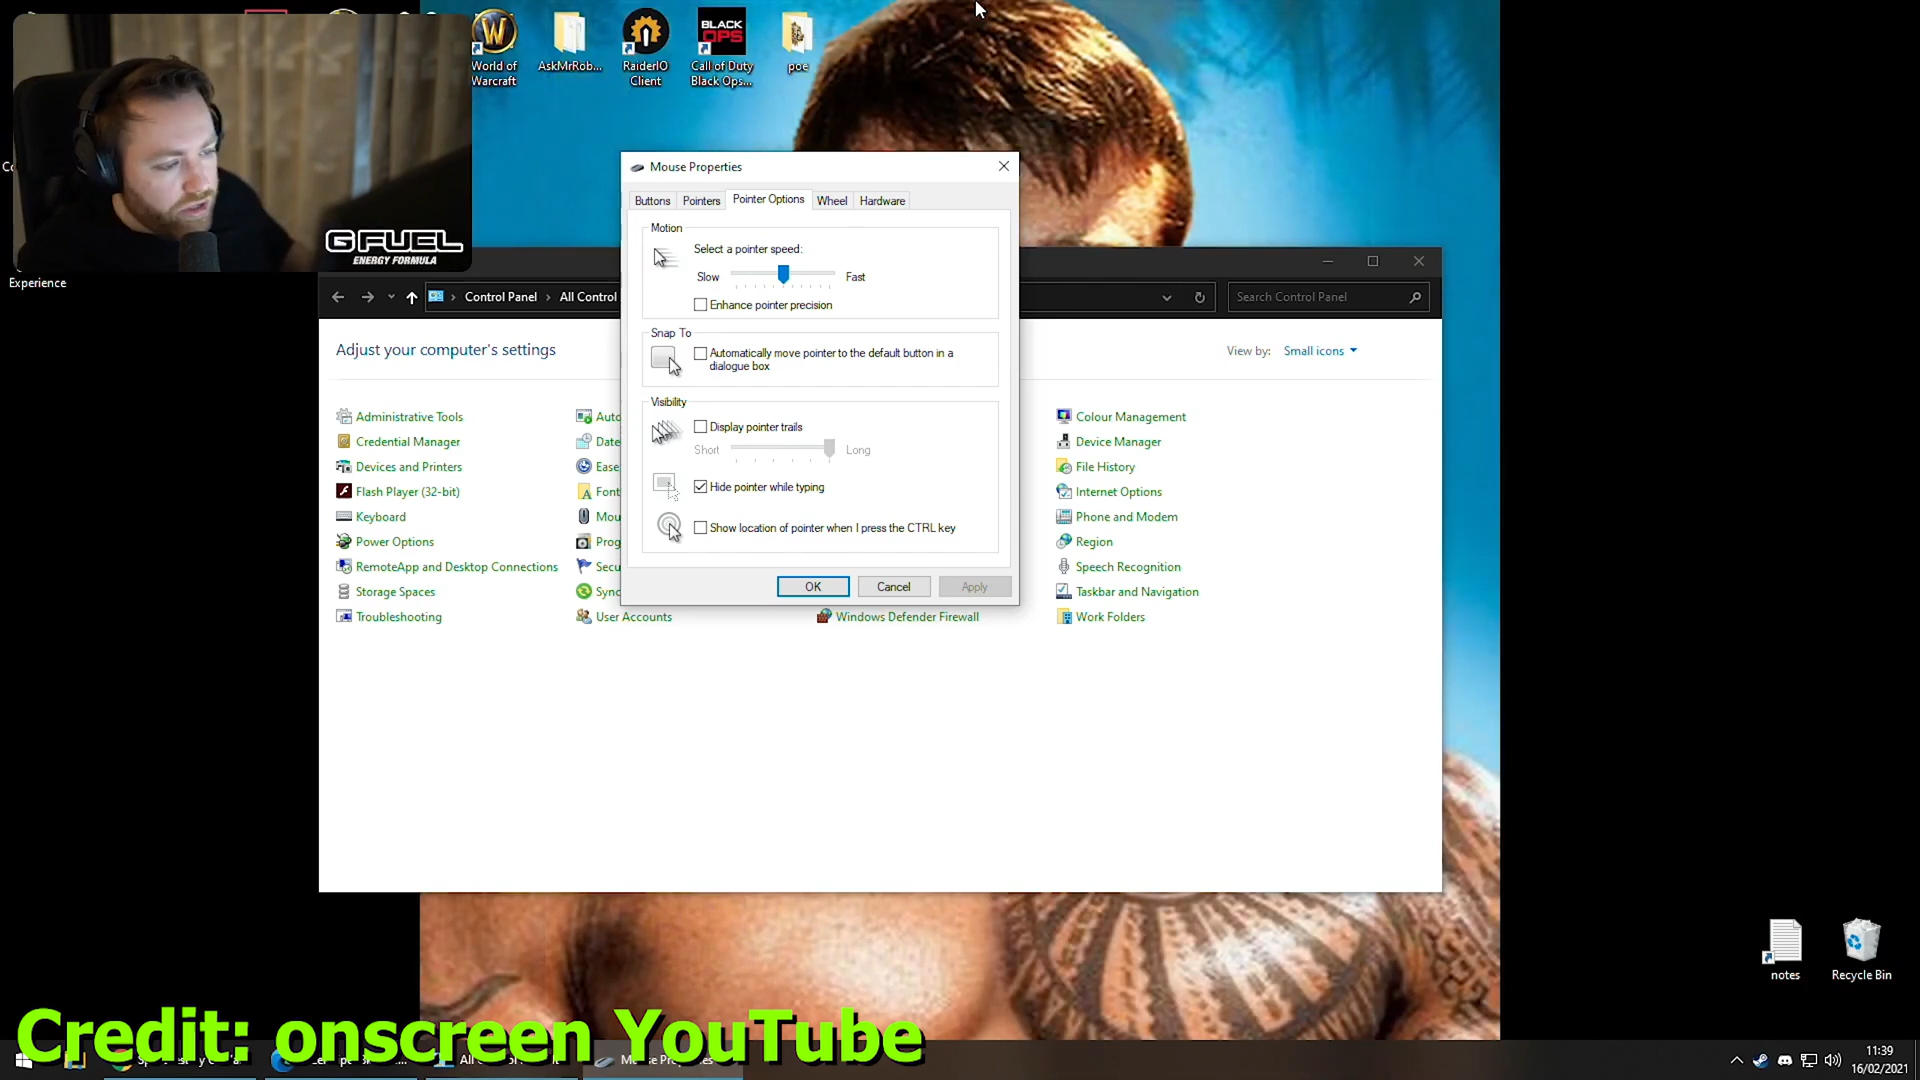 World of
Warcraft
AskMrRob...
RaiderIO
Client
BLACK
OPS
Call of Duty
Black Ops...
poe
G FUEL
ENERGY FORMULA
Experience
Mouse Properties
Buttons
Pointers
Pointer Options
Wheel
Hardware
Motion
Select a pointer speed:
Slow
Fast
Enhance pointer precision
Snap To
Automatically move pointer to the default button in a
dialogue box
Visibility
Display pointer trails
Short
Long
Hide pointer while typing
Show location of pointer when I press the CTRL key
OK
Cancel
Apply
Control Panel
All Control
Search Control Panel
Adjust your computer's settings
View by:
Small icons
Administrative Tools
Credential Manager
Devices and Printers
Flash Player (32-bit)
Keyboard
Power Options
RemoteApp and Desktop Connections
Storage Spaces
Troubleshooting
Auto
Date
Ease
Font
Mou
Prog
Secu
Sync
User Accounts
Windows Defender Firewall
Colour Management
Device Manager
File History
Internet Options
Phone and Modem
Region
Speech Recognition
Taskbar and Navigation
Work Folders
notes
Recycle Bin
Credit: onscreen YouTube
11:39
16/02/2021